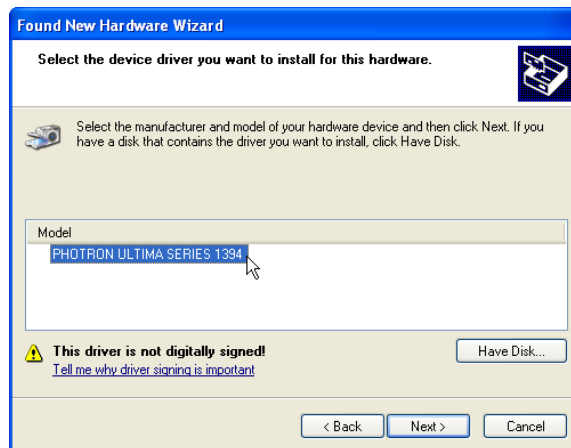 Found New Hardware Wizard
Select the device driver you want to install for this hardware.
Select the manufacturer and model of your hardware device and then click Next. If you
have a disk that contains the driver you want to install, click Have Disk.
Model
PHOTRON ULTIMA SERIES 1394
This driver is not digitally signed!
Have Disk...
Tell me why driver signing is important
< Back
Next >
Cancel